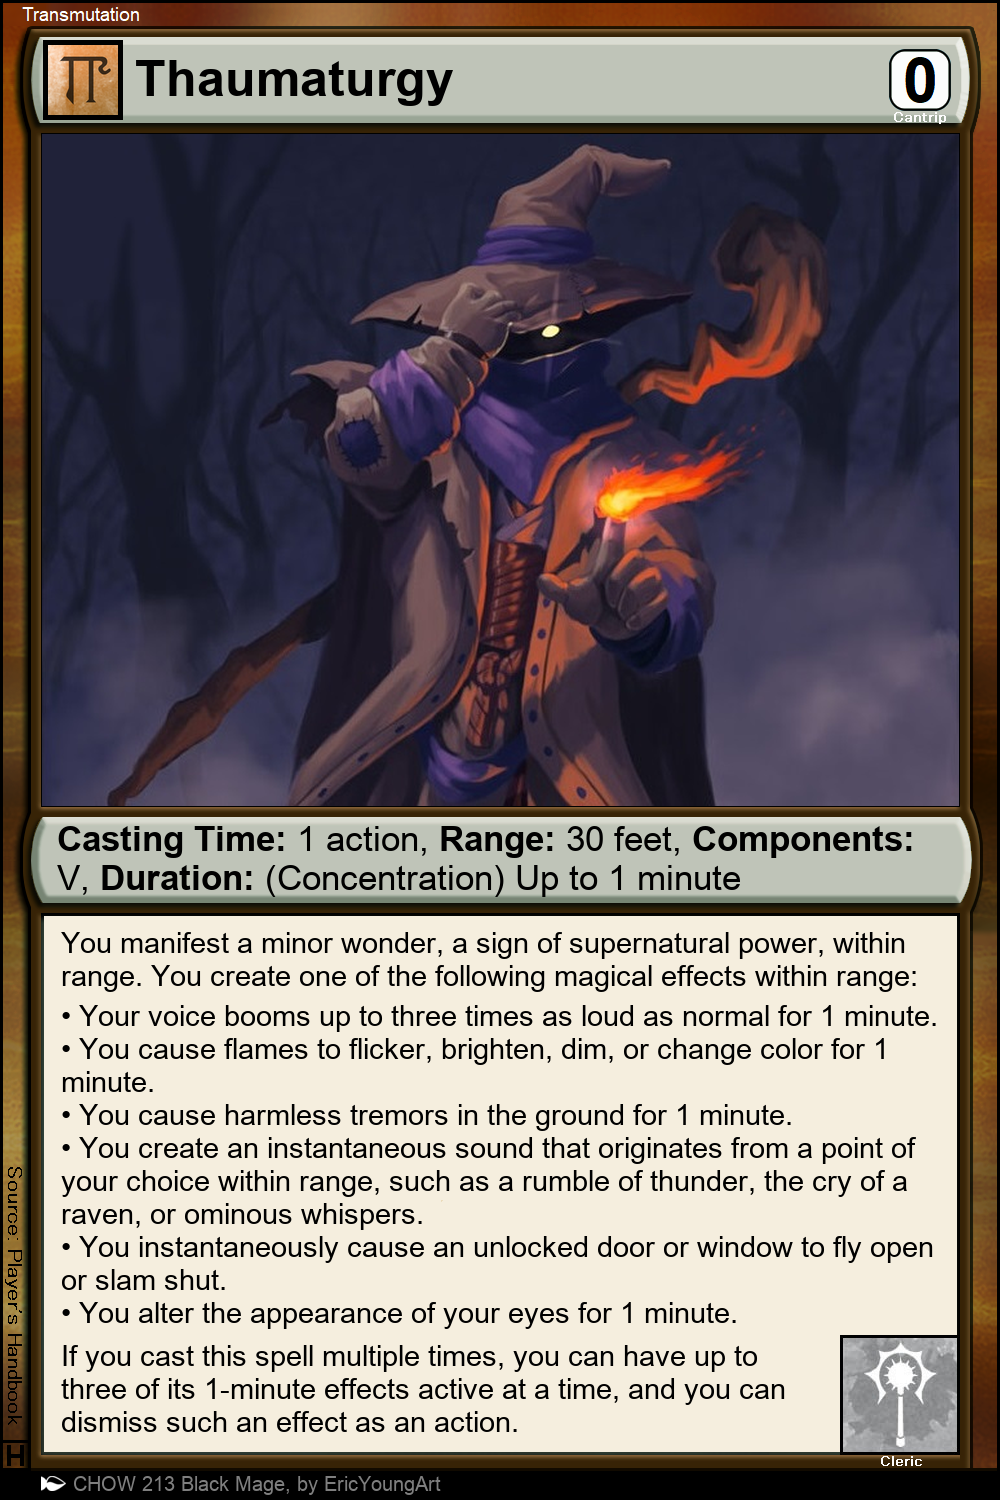 Transmutation
Thaumaturgy
0
Cantrip
Casting Time: 1 action, Range: 30 feet, Components:
V, Duration: (Concentration) Up to 1 minute
You manifest a minor wonder, a sign of supernatural power, within
range. You create one of the following magical effects within range:
• Your voice booms up to three times as loud as normal for 1 minute.
• You cause flames to flicker, brighten, dim, or change color for 1
minute.
• You cause harmless tremors in the ground for 1 minute.
• You create an instantaneous sound that originates from a point of
your choice within range, such as a rumble of thunder, the cry of a
raven, or ominous whispers.
• You instantaneously cause an unlocked door or window to fly open
or slam shut.
• You alter the appearance of your eyes for 1 minute.
If you cast this spell multiple times, you can have up to
three of its 1-minute effects active at a time, and you can
dismiss such an effect as an action.
Cleric
Source: Player's Handbook
H
CHOW 213 Black Mage, by EricYoungArt